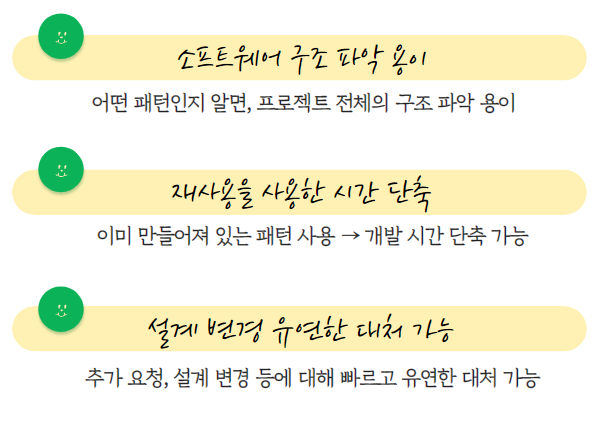 소프트웨어 구조 파악 용이
어떤 패턴인지 알면, 프로젝트 전체의 구조 파악 용이
재사용을 사용한 시간 단축
이미 만들어져 있는 패턴 사용 → 개발 시간 단축 가능
설계 변경 유연한 대처 가능
추가 요청, 설계 변경 등에 대해 빠르고 유연한 대처 가능